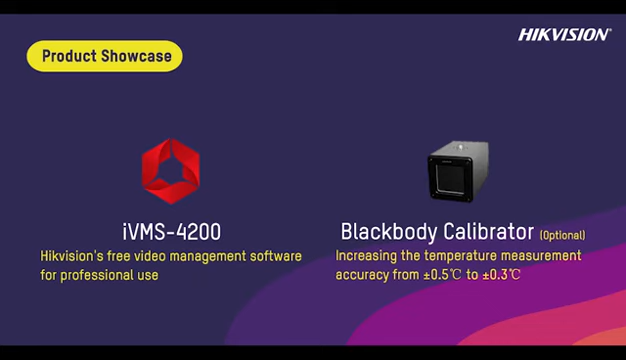 HIKVISION
Product Showcase
iVMS-4200
Hikvision's free video management software
for professional use
Blackbody Calibrator (Optional)
Increasing the temperature measurement
accuracy from ±0.5℃ to ±0.3℃